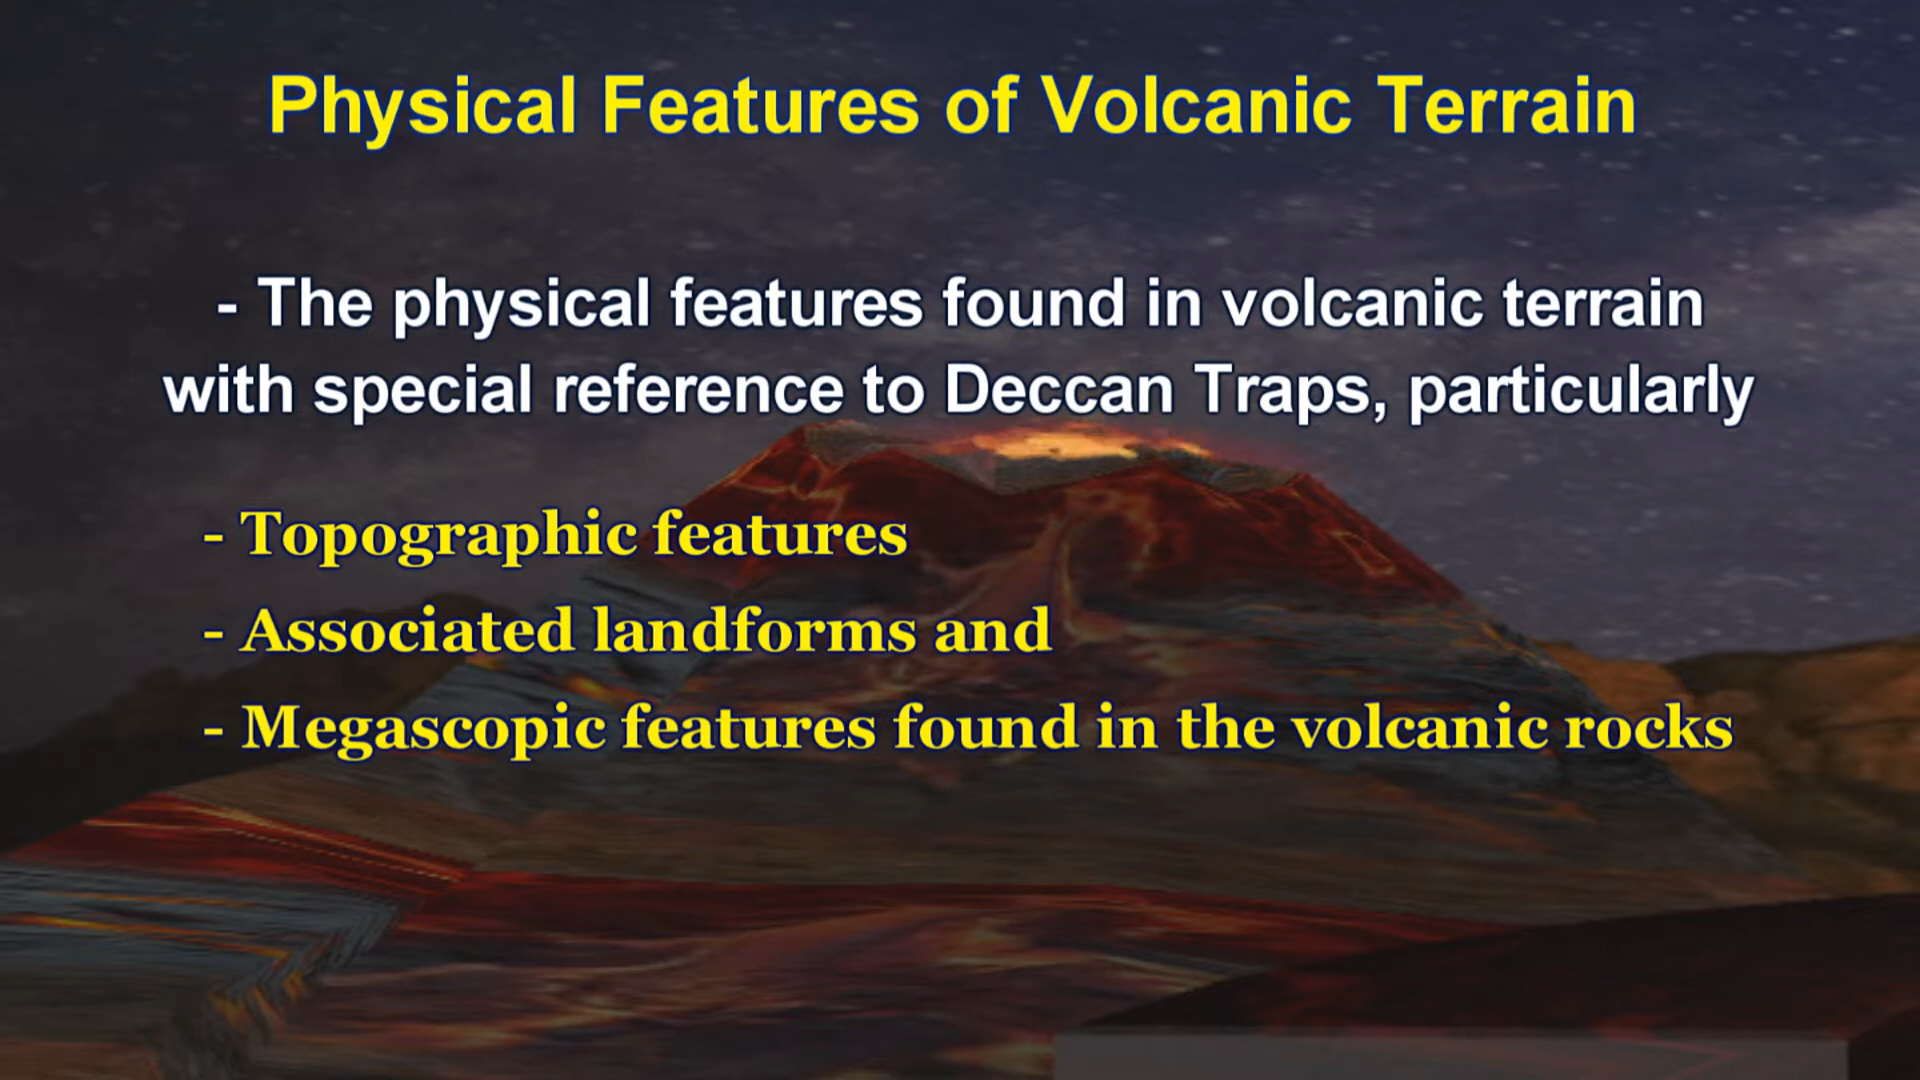 Physical Features of Volcanic Terrain
- The physical features found in volcanic terrain
with special reference to Deccan Traps, particularly
- Topographic features
- Associated landforms and
- Megascopic features found in the volcanic rocks